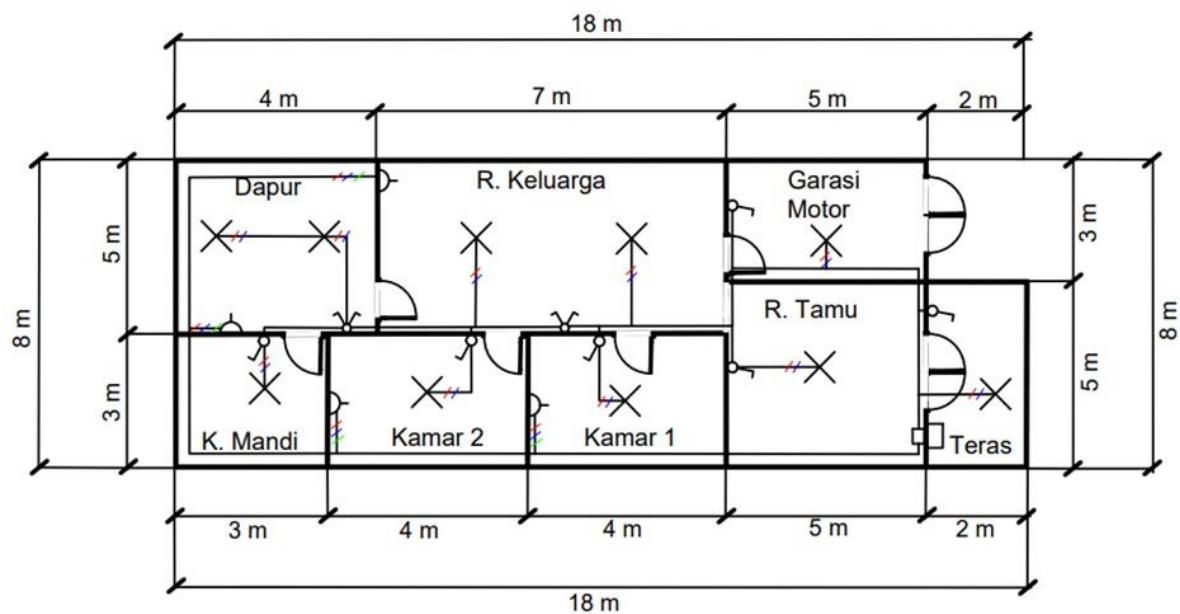 18 m
4 m
7 m
5 m
2 m
Dapur
R. Keluarga
Garasi
Motor
5 m
3 m
8 m
8 m
R. Tamu
3 m
5 m
K. Mandi
Kamar 2
Kamar 1
Teras
3 m
4 m
4 m
5 m
2 m
18 m